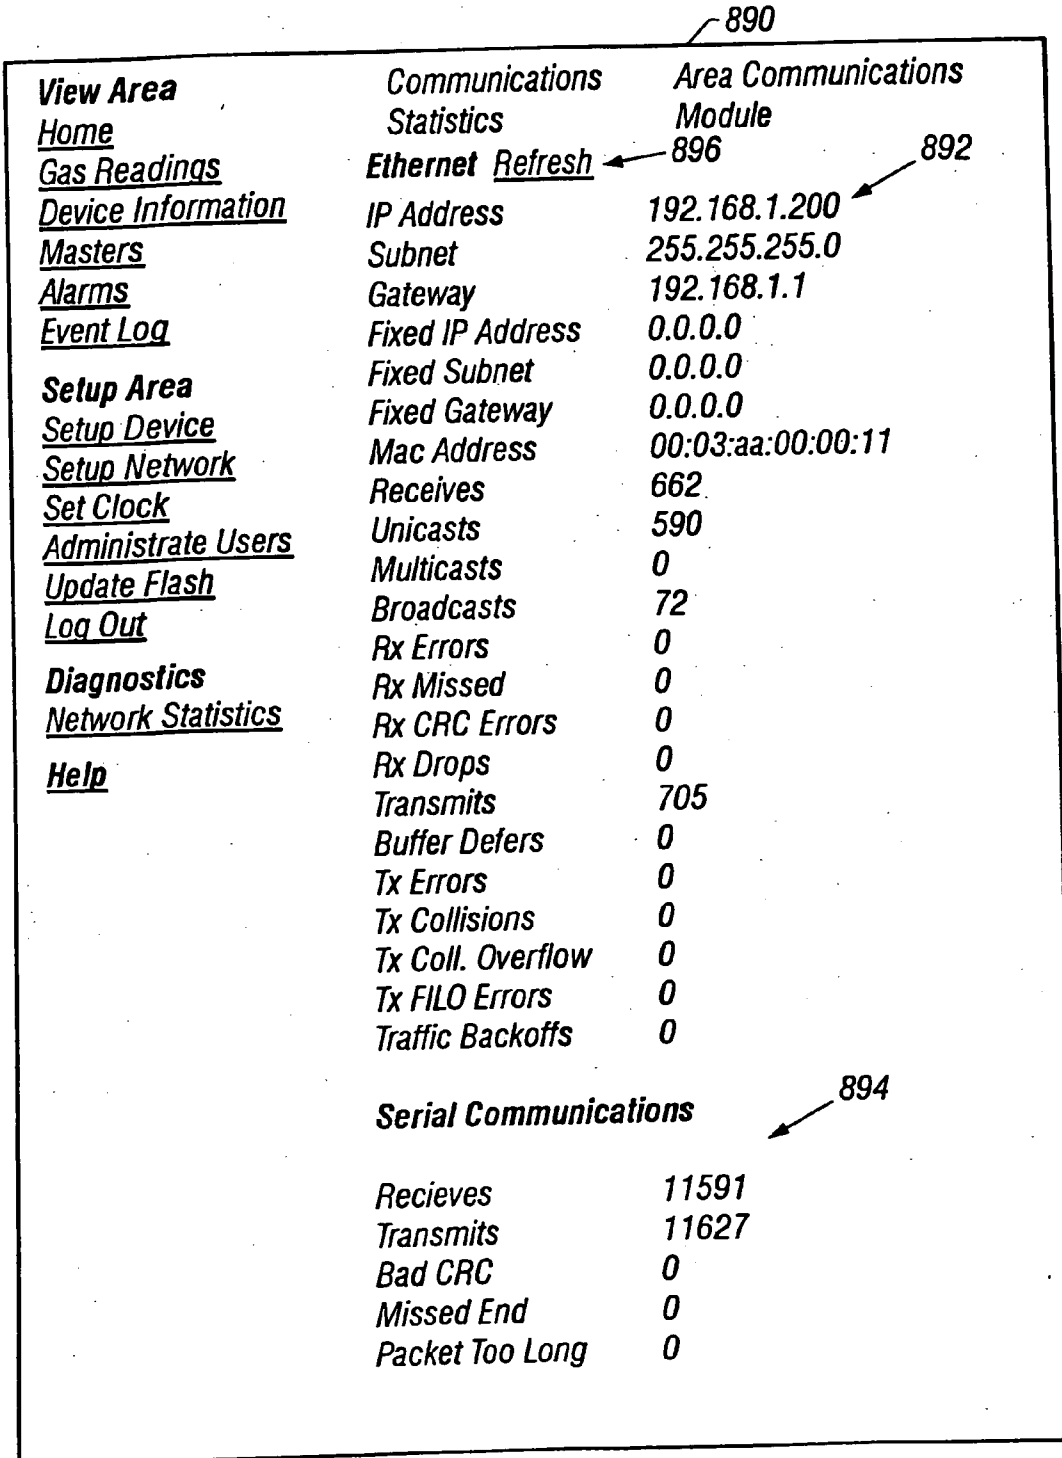 890
View Area
Home
Gas Readings
Device Information
Masters
Alarms
Event Log
Setup Area
Setup Device
Setup Network
Set Clock
Administrate Users
Update Flash
Log Out
Diagnostics
Network Statistics
Help
Communications Statistics
Area Communications Module
Ethernet Refresh 896
892
IP Address 192.168.1.200
Subnet 255.255.255.0
Gateway 192.168.1.1
Fixed IP Address 0.0.0.0
Fixed Subnet 0.0.0.0
Fixed Gateway 0.0.0.0
Mac Address 00:03:aa:00:00:11
Receives 662
Unicasts 590
Multicasts 0
Broadcasts 72
Rx Errors 0
Rx Missed 0
Rx CRC Errors 0
Rx Drops 0
Transmits 705
Buffer Defers 0
Tx Errors 0
Tx Collisions 0
Tx Coll. Overflow 0
Tx FILO Errors 0
Traffic Backoffs 0
Serial Communications
894
Recieves 11591
Transmits 11627
Bad CRC 0
Missed End 0
Packet Too Long 0